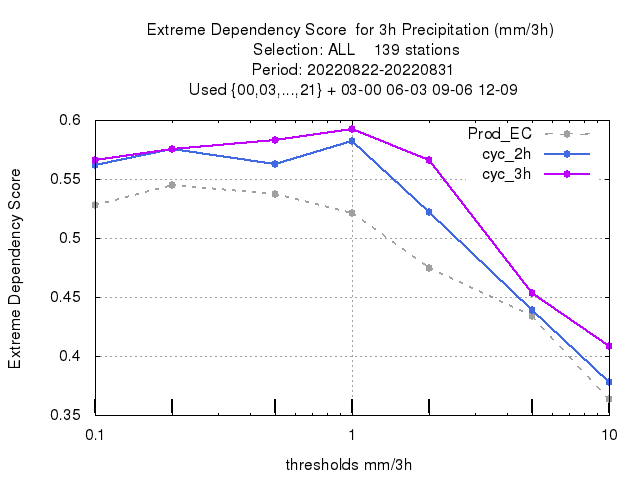 Extreme Dependency Score  for 3h Precipitation (mm/3h)
Selection: ALL    139 stations
Period: 20220822-20220831
Used {00,03,...,21} + 03-00 06-03 09-06 12-09
Prod_EC
cyc_2h
cyc_3h
Extreme Dependency Score
0.6
0.55
0.5
0.45
0.4
0.35
0.1
1
10
thresholds mm/3h